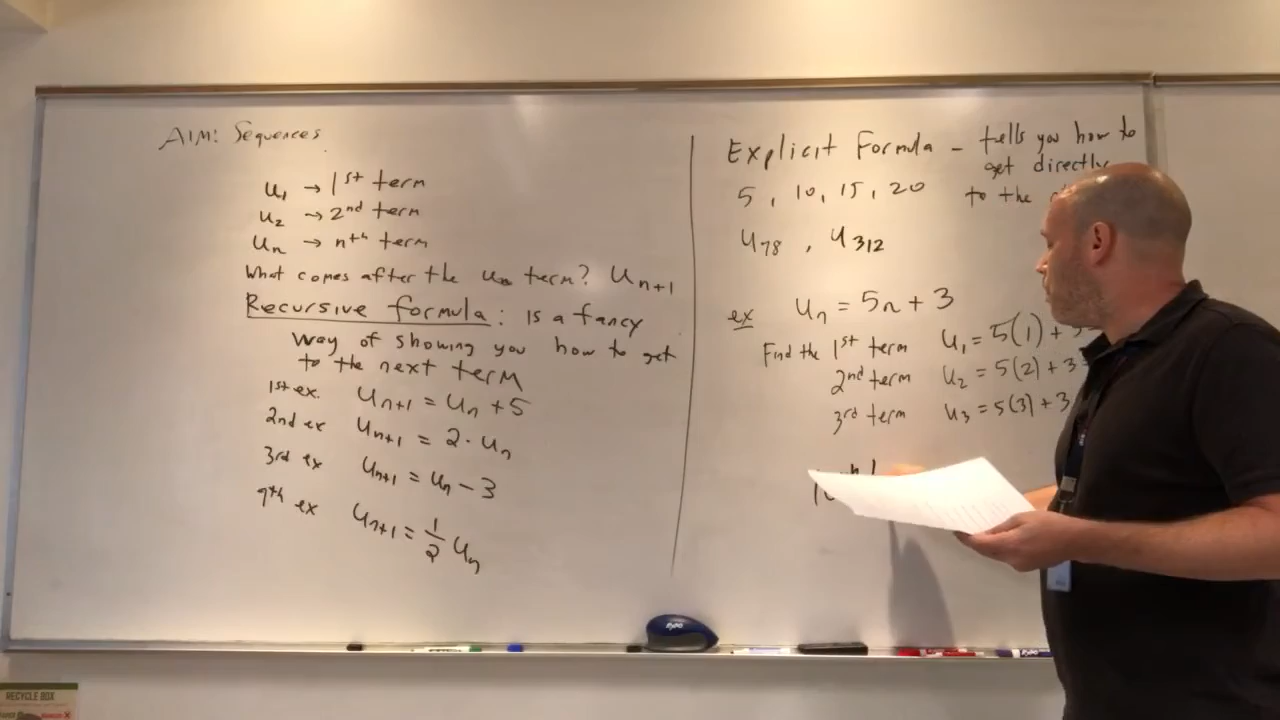 AIM: Sequences
u1 → 1st term
u2 → 2nd term
un → nth term
What comes after the un term? un+1
Recursive formula: is a fancy
way of showing you how to get
to the next term
1st ex. un+1 = un + 5
2nd ex un+1 = 2 · un
3rd ex un+1 = un − 3
4th ex un+1 = 1/2 un
Explicit Formula – tells you how to
get directly
to the
5, 10, 15, 20
u78, u312
ex un = 5n + 3
Find the 1st term u1 = 5(1) + 3
2nd term u2 = 5(2) + 3 =
3rd term u3 = 5(3) + 3
EXPO
EXPO
RECYCLE BOX